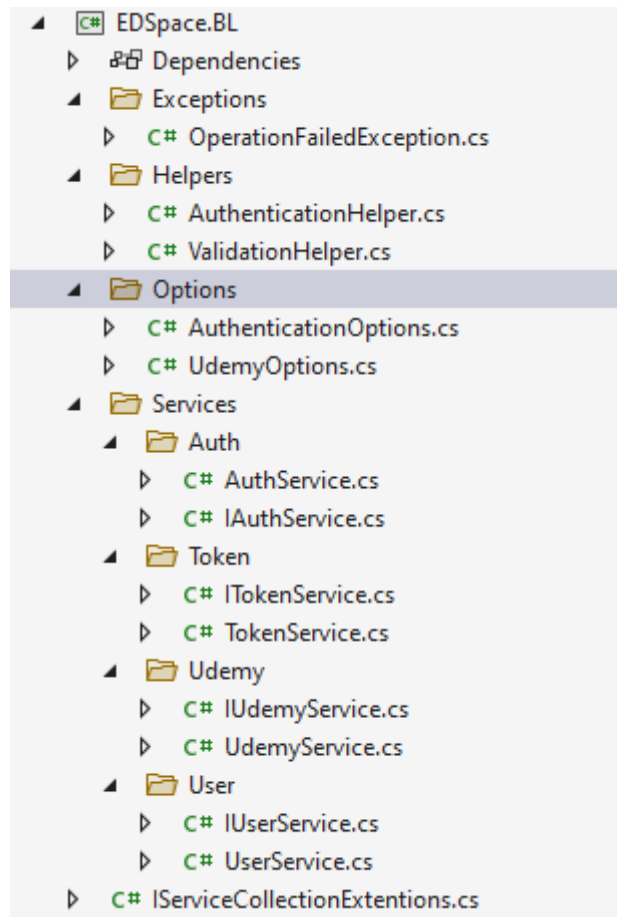 C# EDSpace.BL
Dependencies
Exceptions
C# OperationFailedException.cs
Helpers
C# AuthenticationHelper.cs
C# ValidationHelper.cs
Options
C# AuthenticationOptions.cs
C# UdemyOptions.cs
Services
Auth
C# AuthService.cs
C# IAuthService.cs
Token
C# ITokenService.cs
C# TokenService.cs
Udemy
C# IUdemyService.cs
C# UdemyService.cs
User
C# IUserService.cs
C# UserService.cs
C# IServiceCollectionExtentions.cs